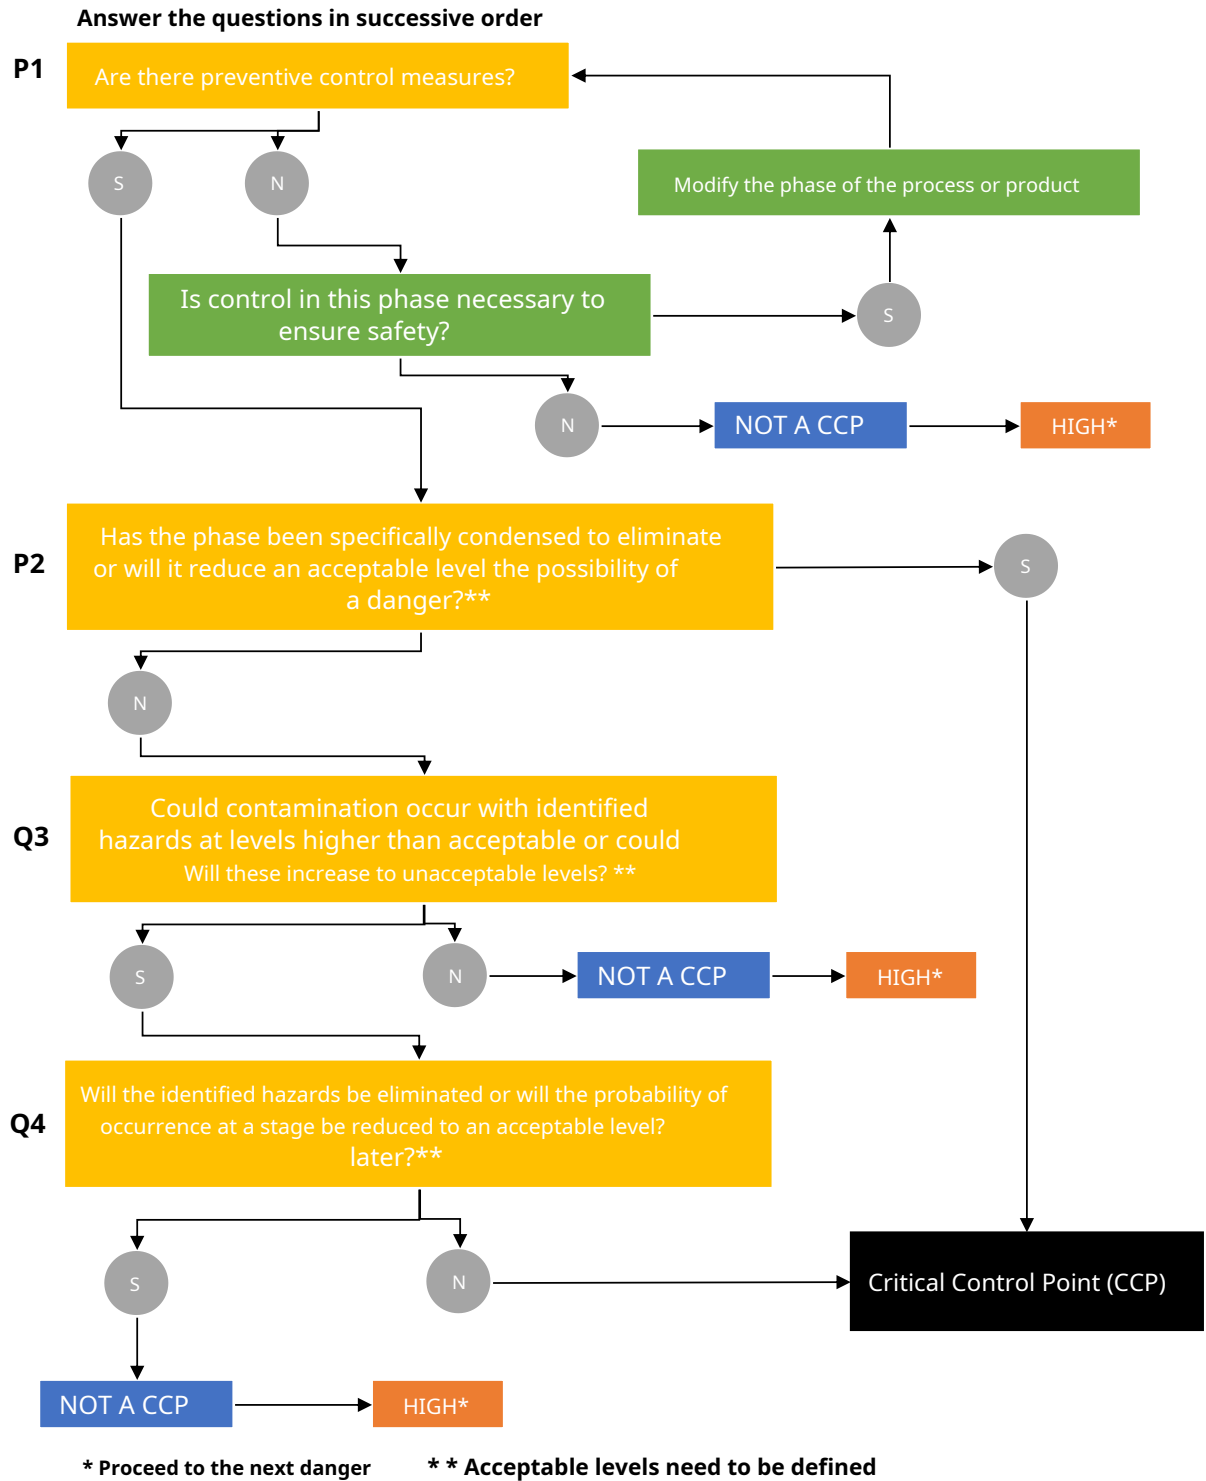 Answer the questions in successive order
P1
Are there preventive control measures?
S
N
Modify the phase of the process or product
Is control in this phase necessary to
ensure safety?
S
N
NOT A CCP
HIGH*
P2
Has the phase been specifically condensed to eliminate
or will it reduce an acceptable level the possibility of
a danger?**
S
N
Q3
Could contamination occur with identified
hazards at levels higher than acceptable or could
Will these increase to unacceptable levels? **
S
N
NOT A CCP
HIGH*
Q4
Will the identified hazards be eliminated or will the probability of
occurrence at a stage be reduced to an acceptable level?
later?**
S
N
Critical Control Point (CCP)
NOT A CCP
HIGH*
* Proceed to the next danger
* * Acceptable levels need to be defined